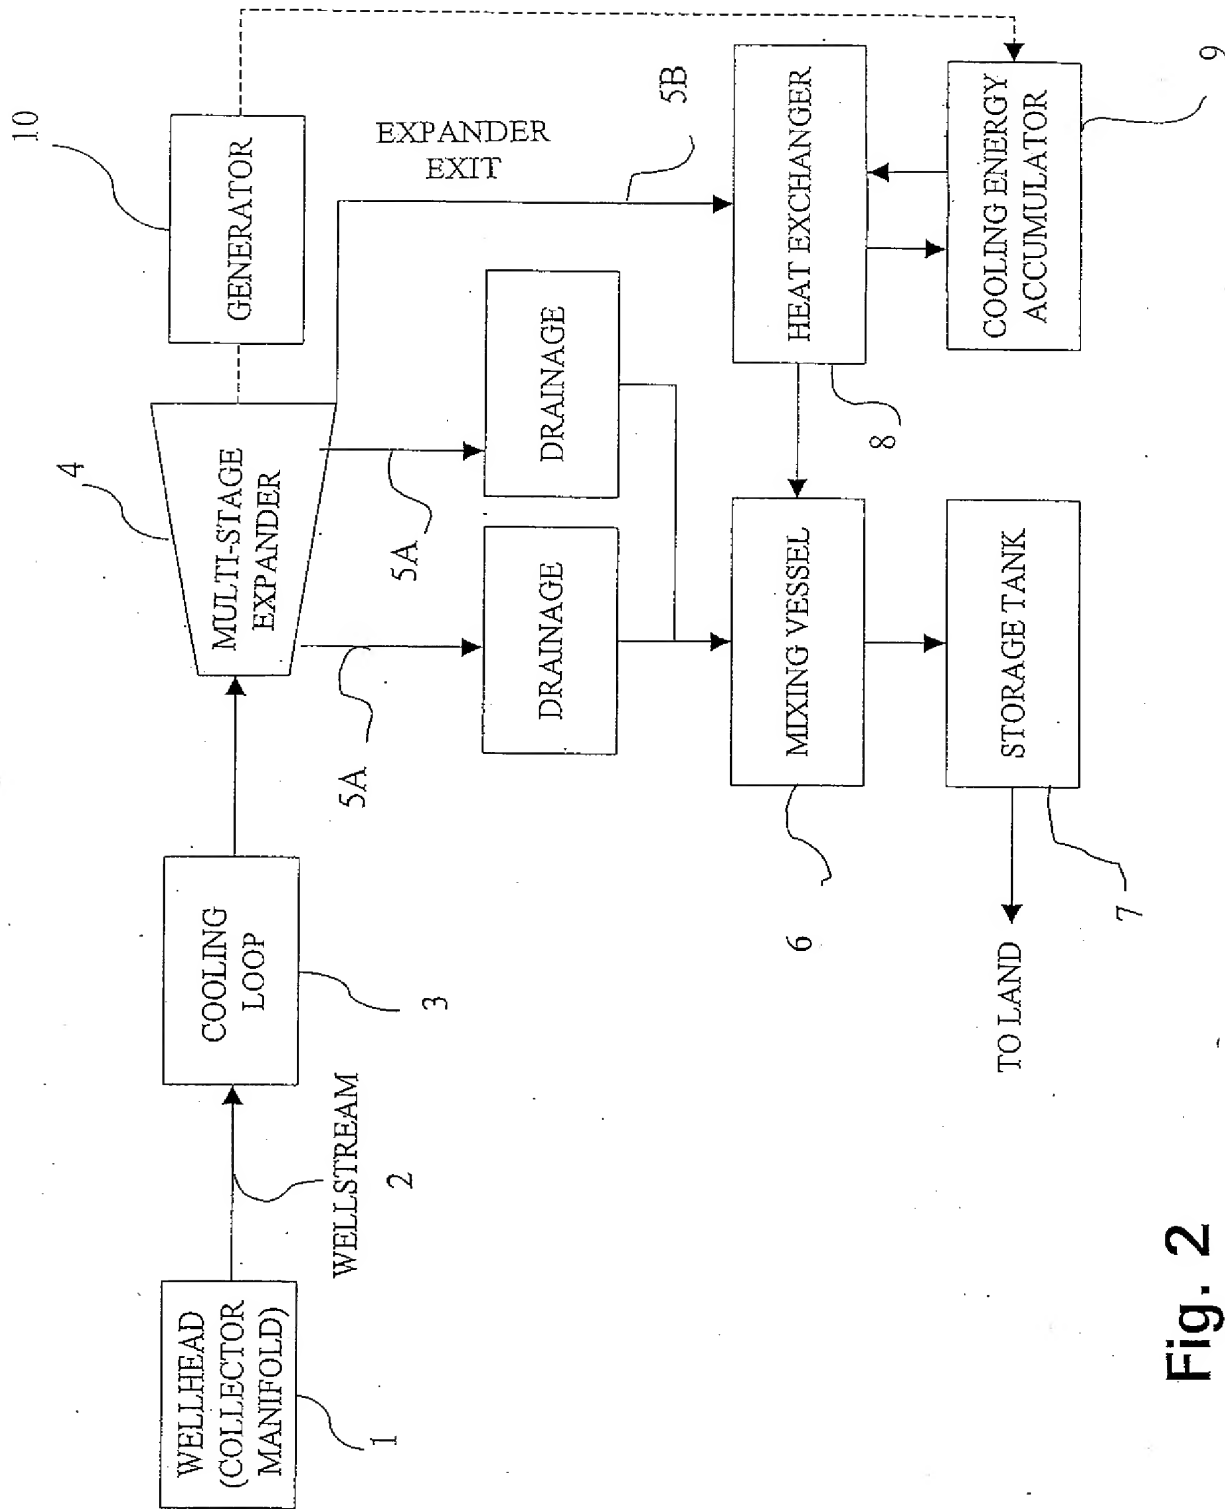 WELLHEAD
(COLLECTOR
MANIFOLD)
1
WELLSTREAM
2
COOLING
LOOP
3
MULTI-STAGE
EXPANDER
4
GENERATOR
10
5A
5A
EXPANDER
EXIT
5B
DRAINAGE
DRAINAGE
MIXING VESSEL
6
HEAT EXCHANGER
8
STORAGE TANK
7
COOLING ENERGY
ACCUMULATOR
9
TO LAND
Fig. 2